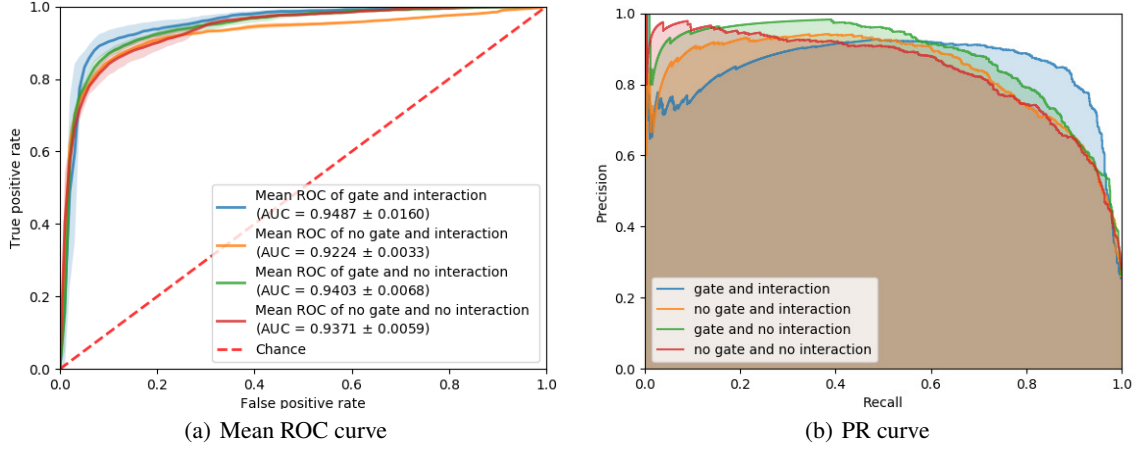 1.0
0.8
0.6
0.4
0.2
0.0
0.0 0.2 0.4 0.6 0.8 1.0
True positive rate
False positive rate
Mean ROC of gate and interaction
(AUC = 0.9487 ± 0.0160)
Mean ROC of no gate and interaction
(AUC = 0.9224 ± 0.0033)
Mean ROC of gate and no interaction
(AUC = 0.9403 ± 0.0068)
Mean ROC of no gate and no interaction
(AUC = 0.9371 ± 0.0059)
Chance
(a) Mean ROC curve
1.0
0.8
0.6
0.4
0.2
0.0
0.0 0.2 0.4 0.6 0.8 1.0
Precision
Recall
gate and interaction
no gate and interaction
gate and no interaction
no gate and no interaction
(b) PR curve